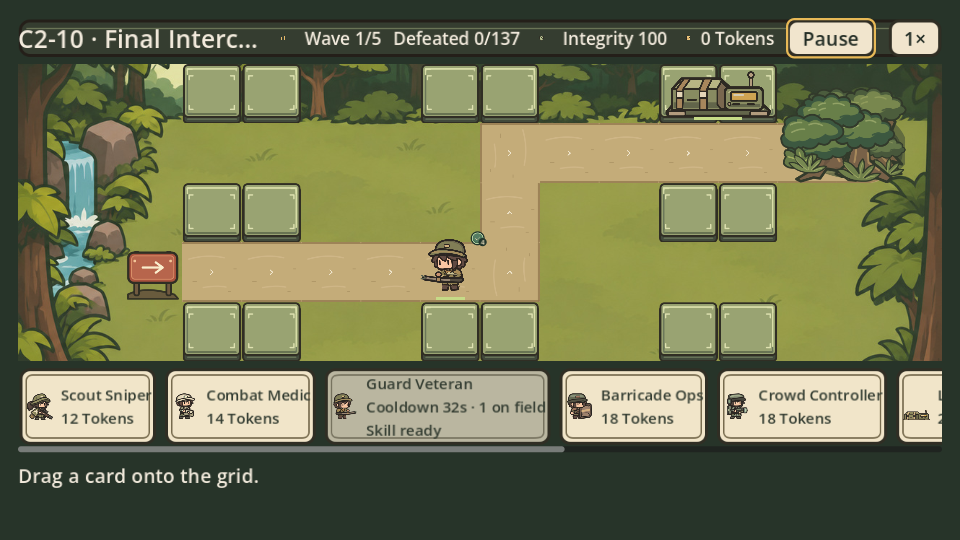 C2-10 · Final Interc…
Wave 1/5
Defeated 0/137
Integrity 100
0 Tokens
Pause
1×
Scout Sniper
12 Tokens
Combat Medic
14 Tokens
Guard Veteran
Cooldown 32s · 1 on field
Skill ready
Barricade Ops
18 Tokens
Crowd Controller
18 Tokens
Drag a card onto the grid.